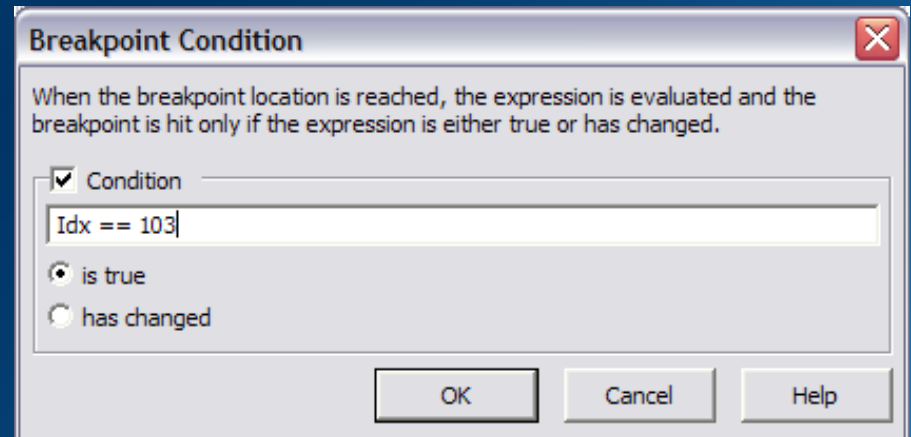 Breakpoint Condition
When the breakpoint location is reached, the expression is evaluated and the
breakpoint is hit only if the expression is either true or has changed.
Condition
Idx == 103
is true
has changed
OK Cancel Help